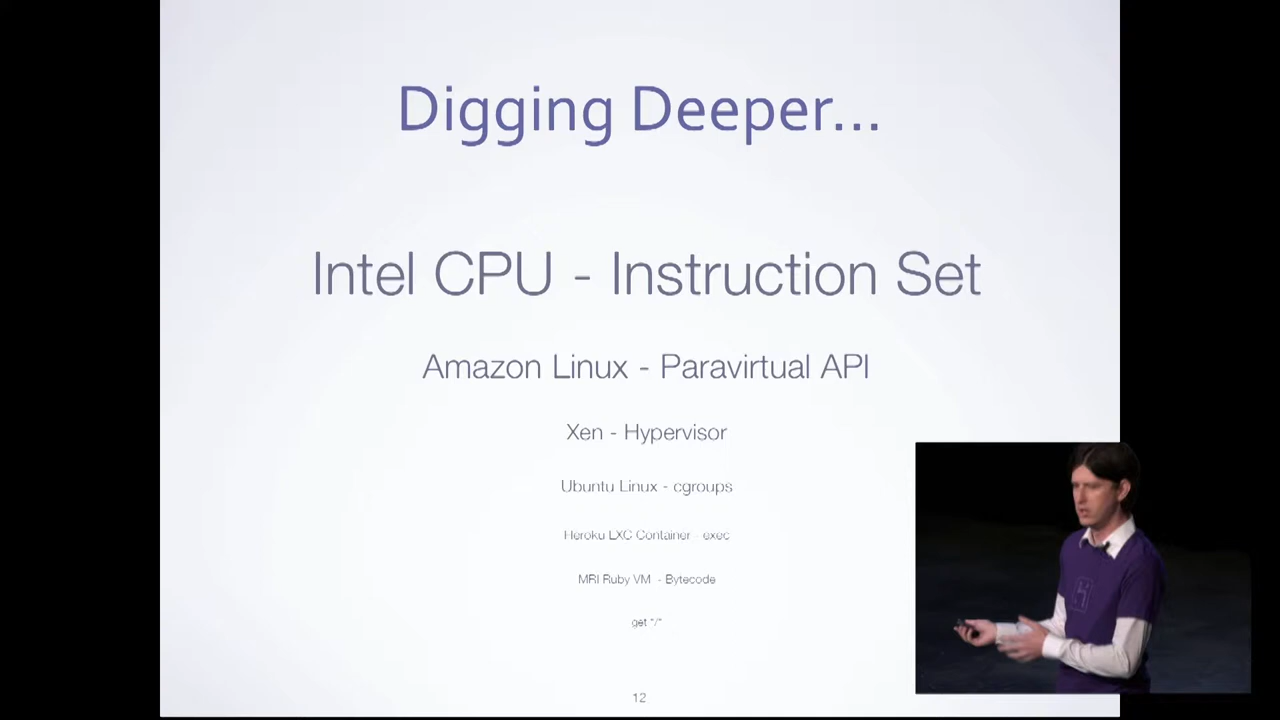 Digging Deeper...
Intel CPU - Instruction Set
Amazon Linux - Paravirtual API
Xen - Hypervisor
Ubuntu Linux - cgroups
Heroku LXC Container - exec
MRI Ruby VM - Bytecode
get "/"
12